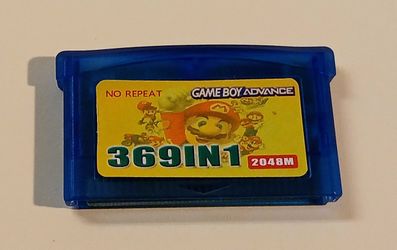 NO REPEAT GAME BOY ADVANCE
369IN1 2048M